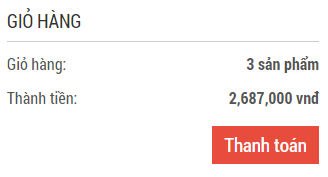 GIỎ HÀNG
Giỏ hàng: 3 sản phẩm
Thành tiền: 2,687,000 vnđ
Thanh toán